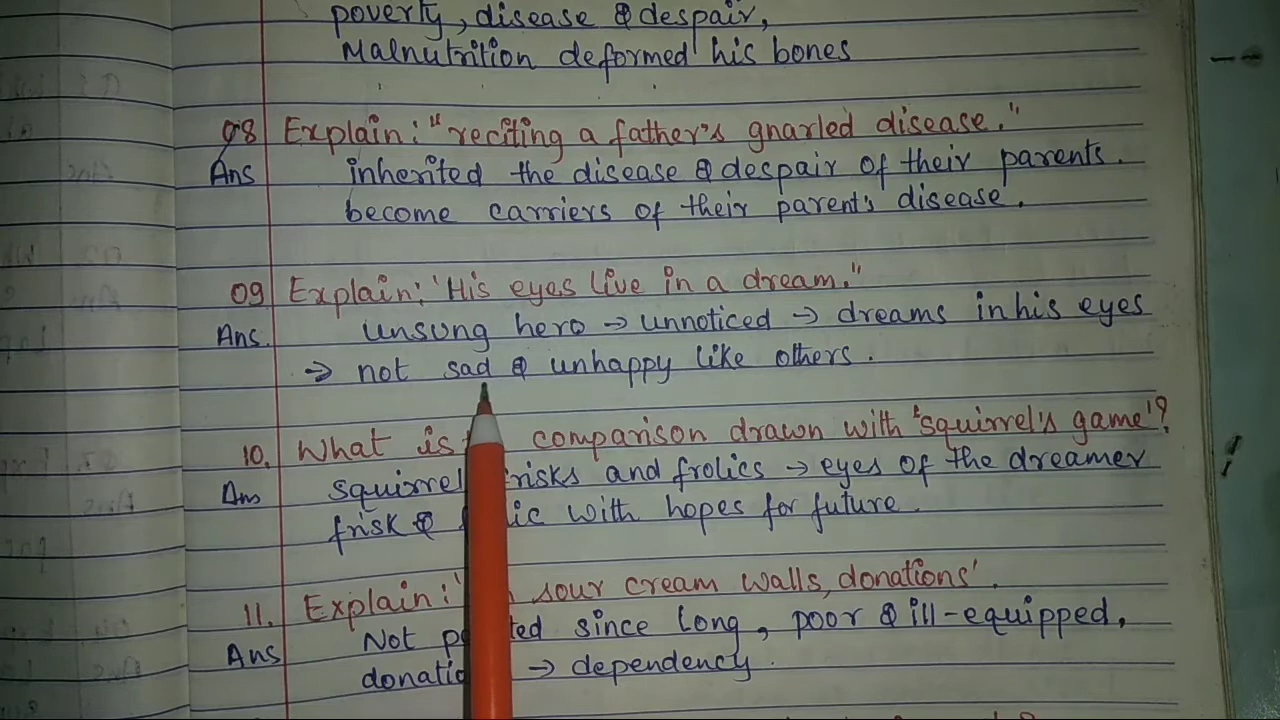 poverty, disease & despair,
Malnutrition deformed his bones
08 Explain: "reciting a father's gnarled disease."
Ans inherited the disease & despair of their parents.
become carriers of their parent's disease.
09 Explain: 'His eyes live in a dream."
Ans. unsung hero → unnoticed → dreams in his eyes
→ not sad & unhappy like others.
10. What is comparison drawn with 'squirrel's game'?
Ans squirrel frisks and frolics → eyes of the dreamer
frisk & with hopes for future.
11. Explain: ' sour cream walls, donations'.
Ans Not since long, poor & ill-equipped,
→ dependency.